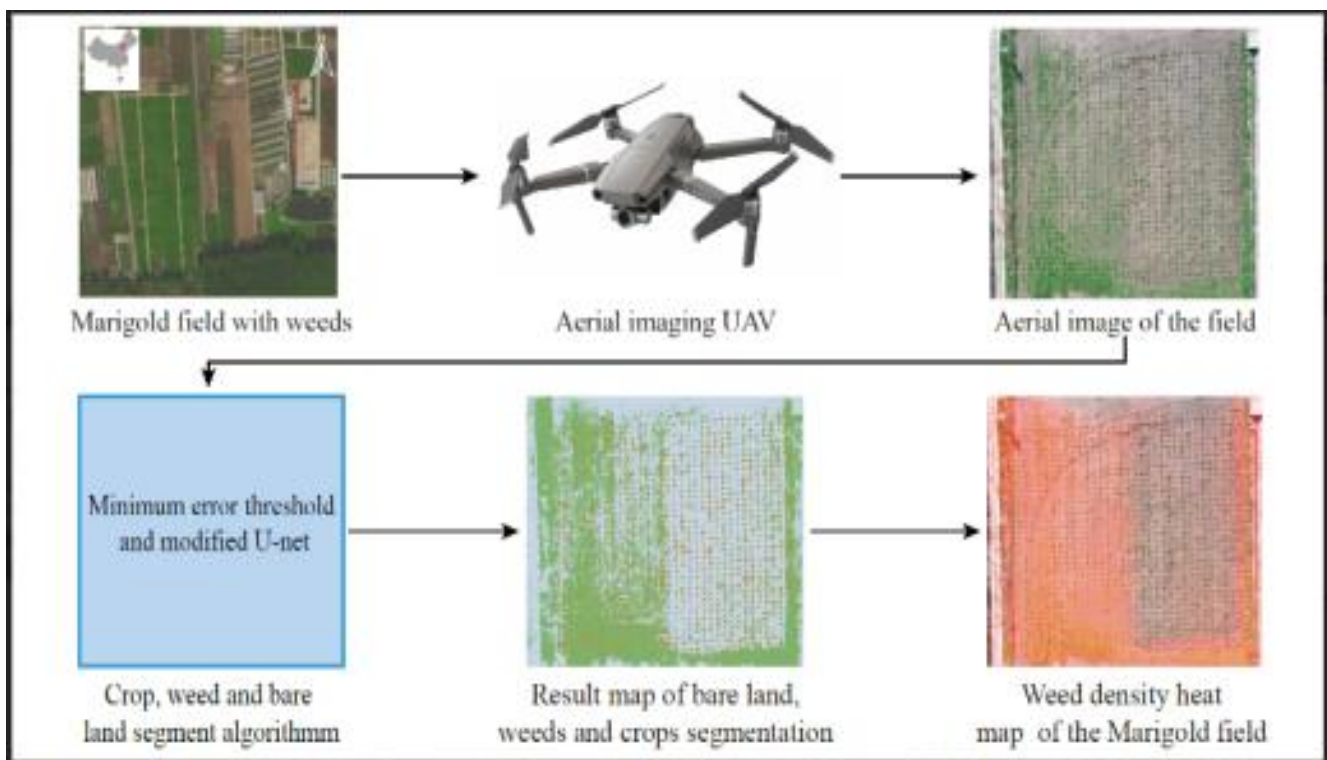 Marigold field with weeds
Aerial imaging UAV
Aerial image of the field
Minimum error threshold
and modified U-net
Crop, weed and bare
land segment algorithmm
Result map of bare land,
weeds and crops segmentation
Weed density heat
map of the Marigold field